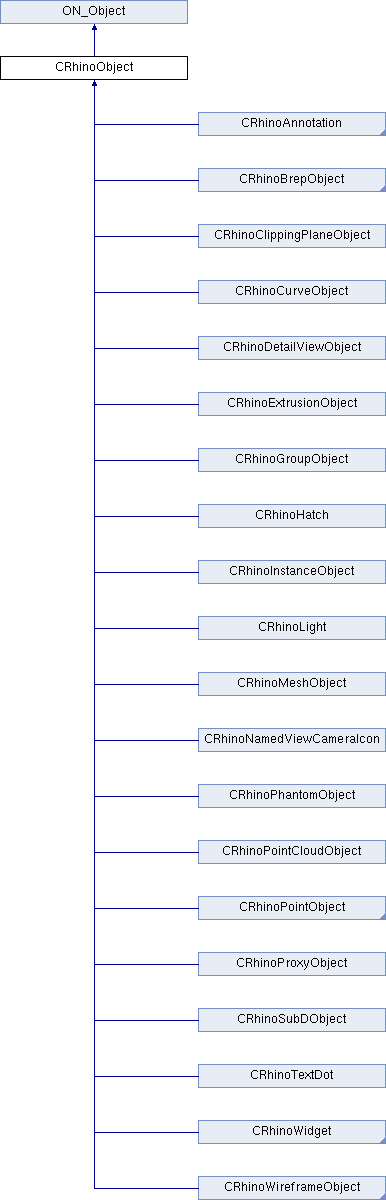 ON_Object
CRhinoObject
CRhinoAnnotation
CRhinoBrepObject
CRhinoClippingPlaneObject
CRhinoCurveObject
CRhinoDetailViewObject
CRhinoExtrusionObject
CRhinoGroupObject
CRhinoHatch
CRhinoInstanceObject
CRhinoLight
CRhinoMeshObject
CRhinoNamedViewCameraIcon
CRhinoPhantomObject
CRhinoPointCloudObject
CRhinoPointObject
CRhinoProxyObject
CRhinoSubDObject
CRhinoTextDot
CRhinoWidget
CRhinoWireframeObject